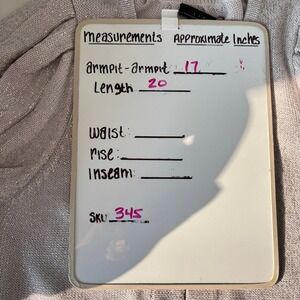 Measurements Approximate Inches
armpit-armpit 17
Length 20
Waist:
rise:
Inseam:
SKU 345